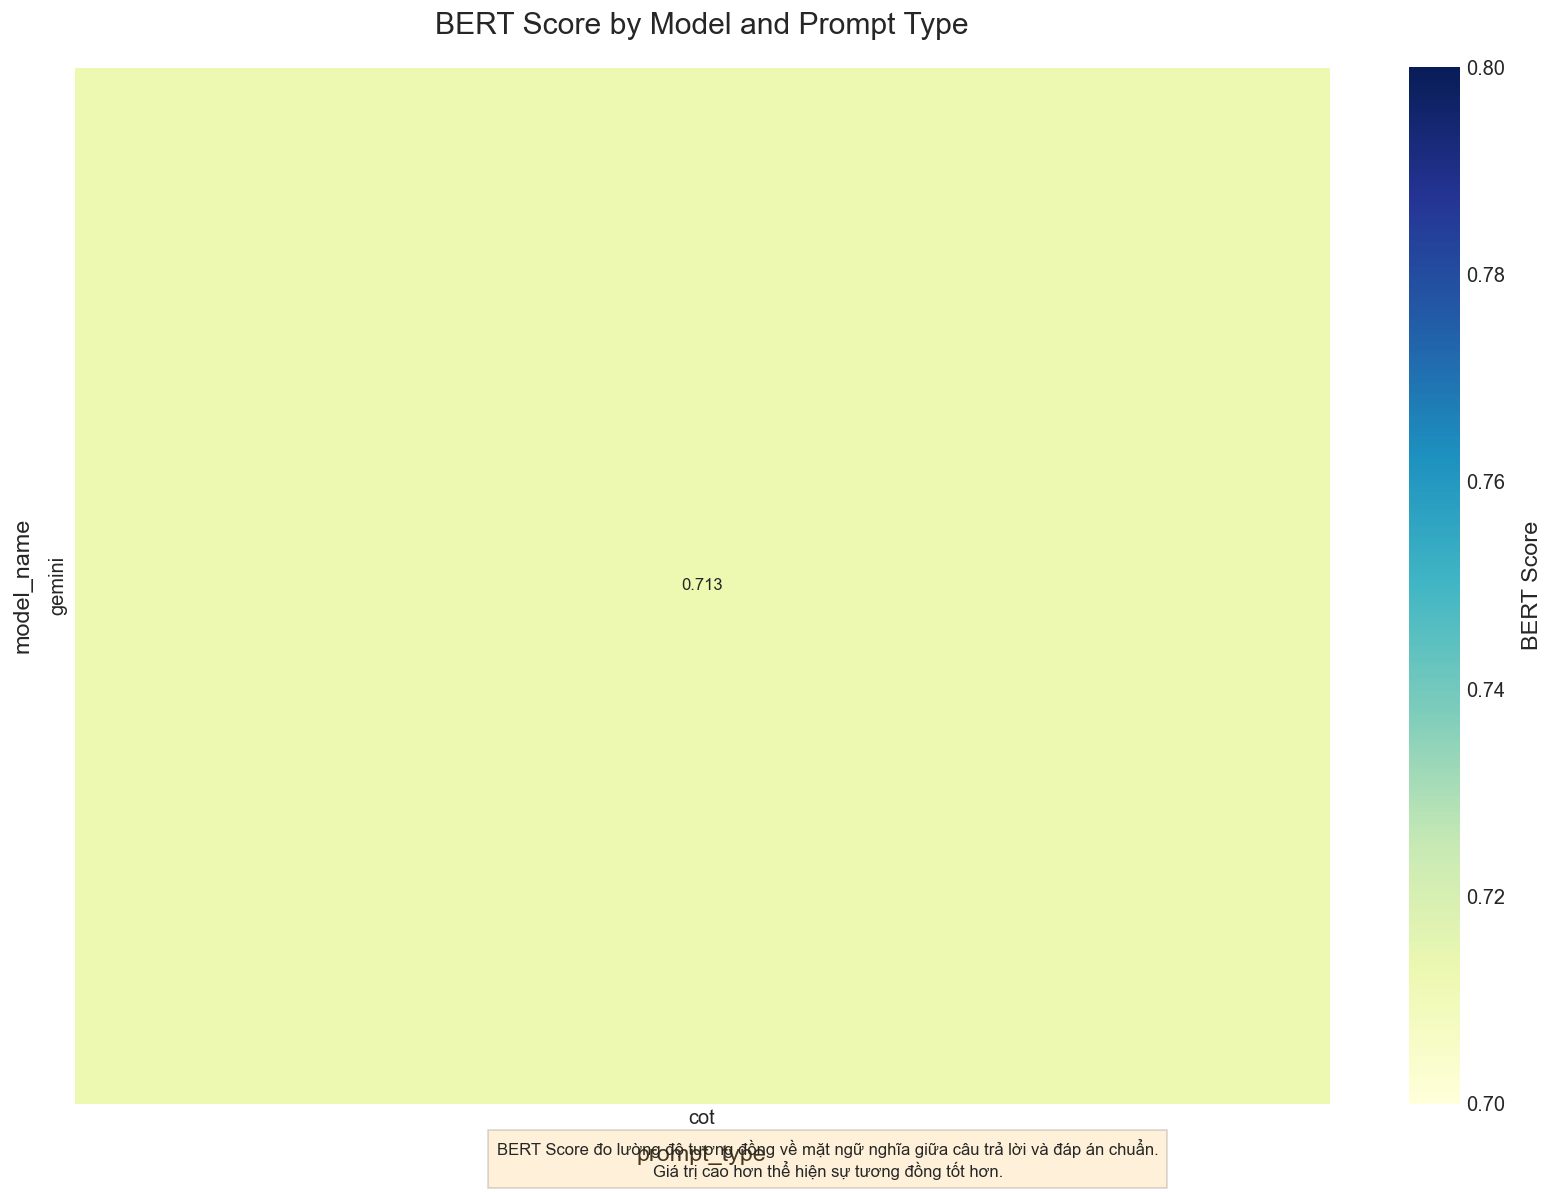 BERT Score by Model and Prompt Type
model_name
gemini
0.713
cot
prompt_type
BERT Score đo lường độ tương đồng về mặt ngữ nghĩa giữa câu trả lời và đáp án chuẩn.
Giá trị cao hơn thể hiện sự tương đồng tốt hơn.
0.80
0.78
0.76
0.74
0.72
0.70
BERT Score